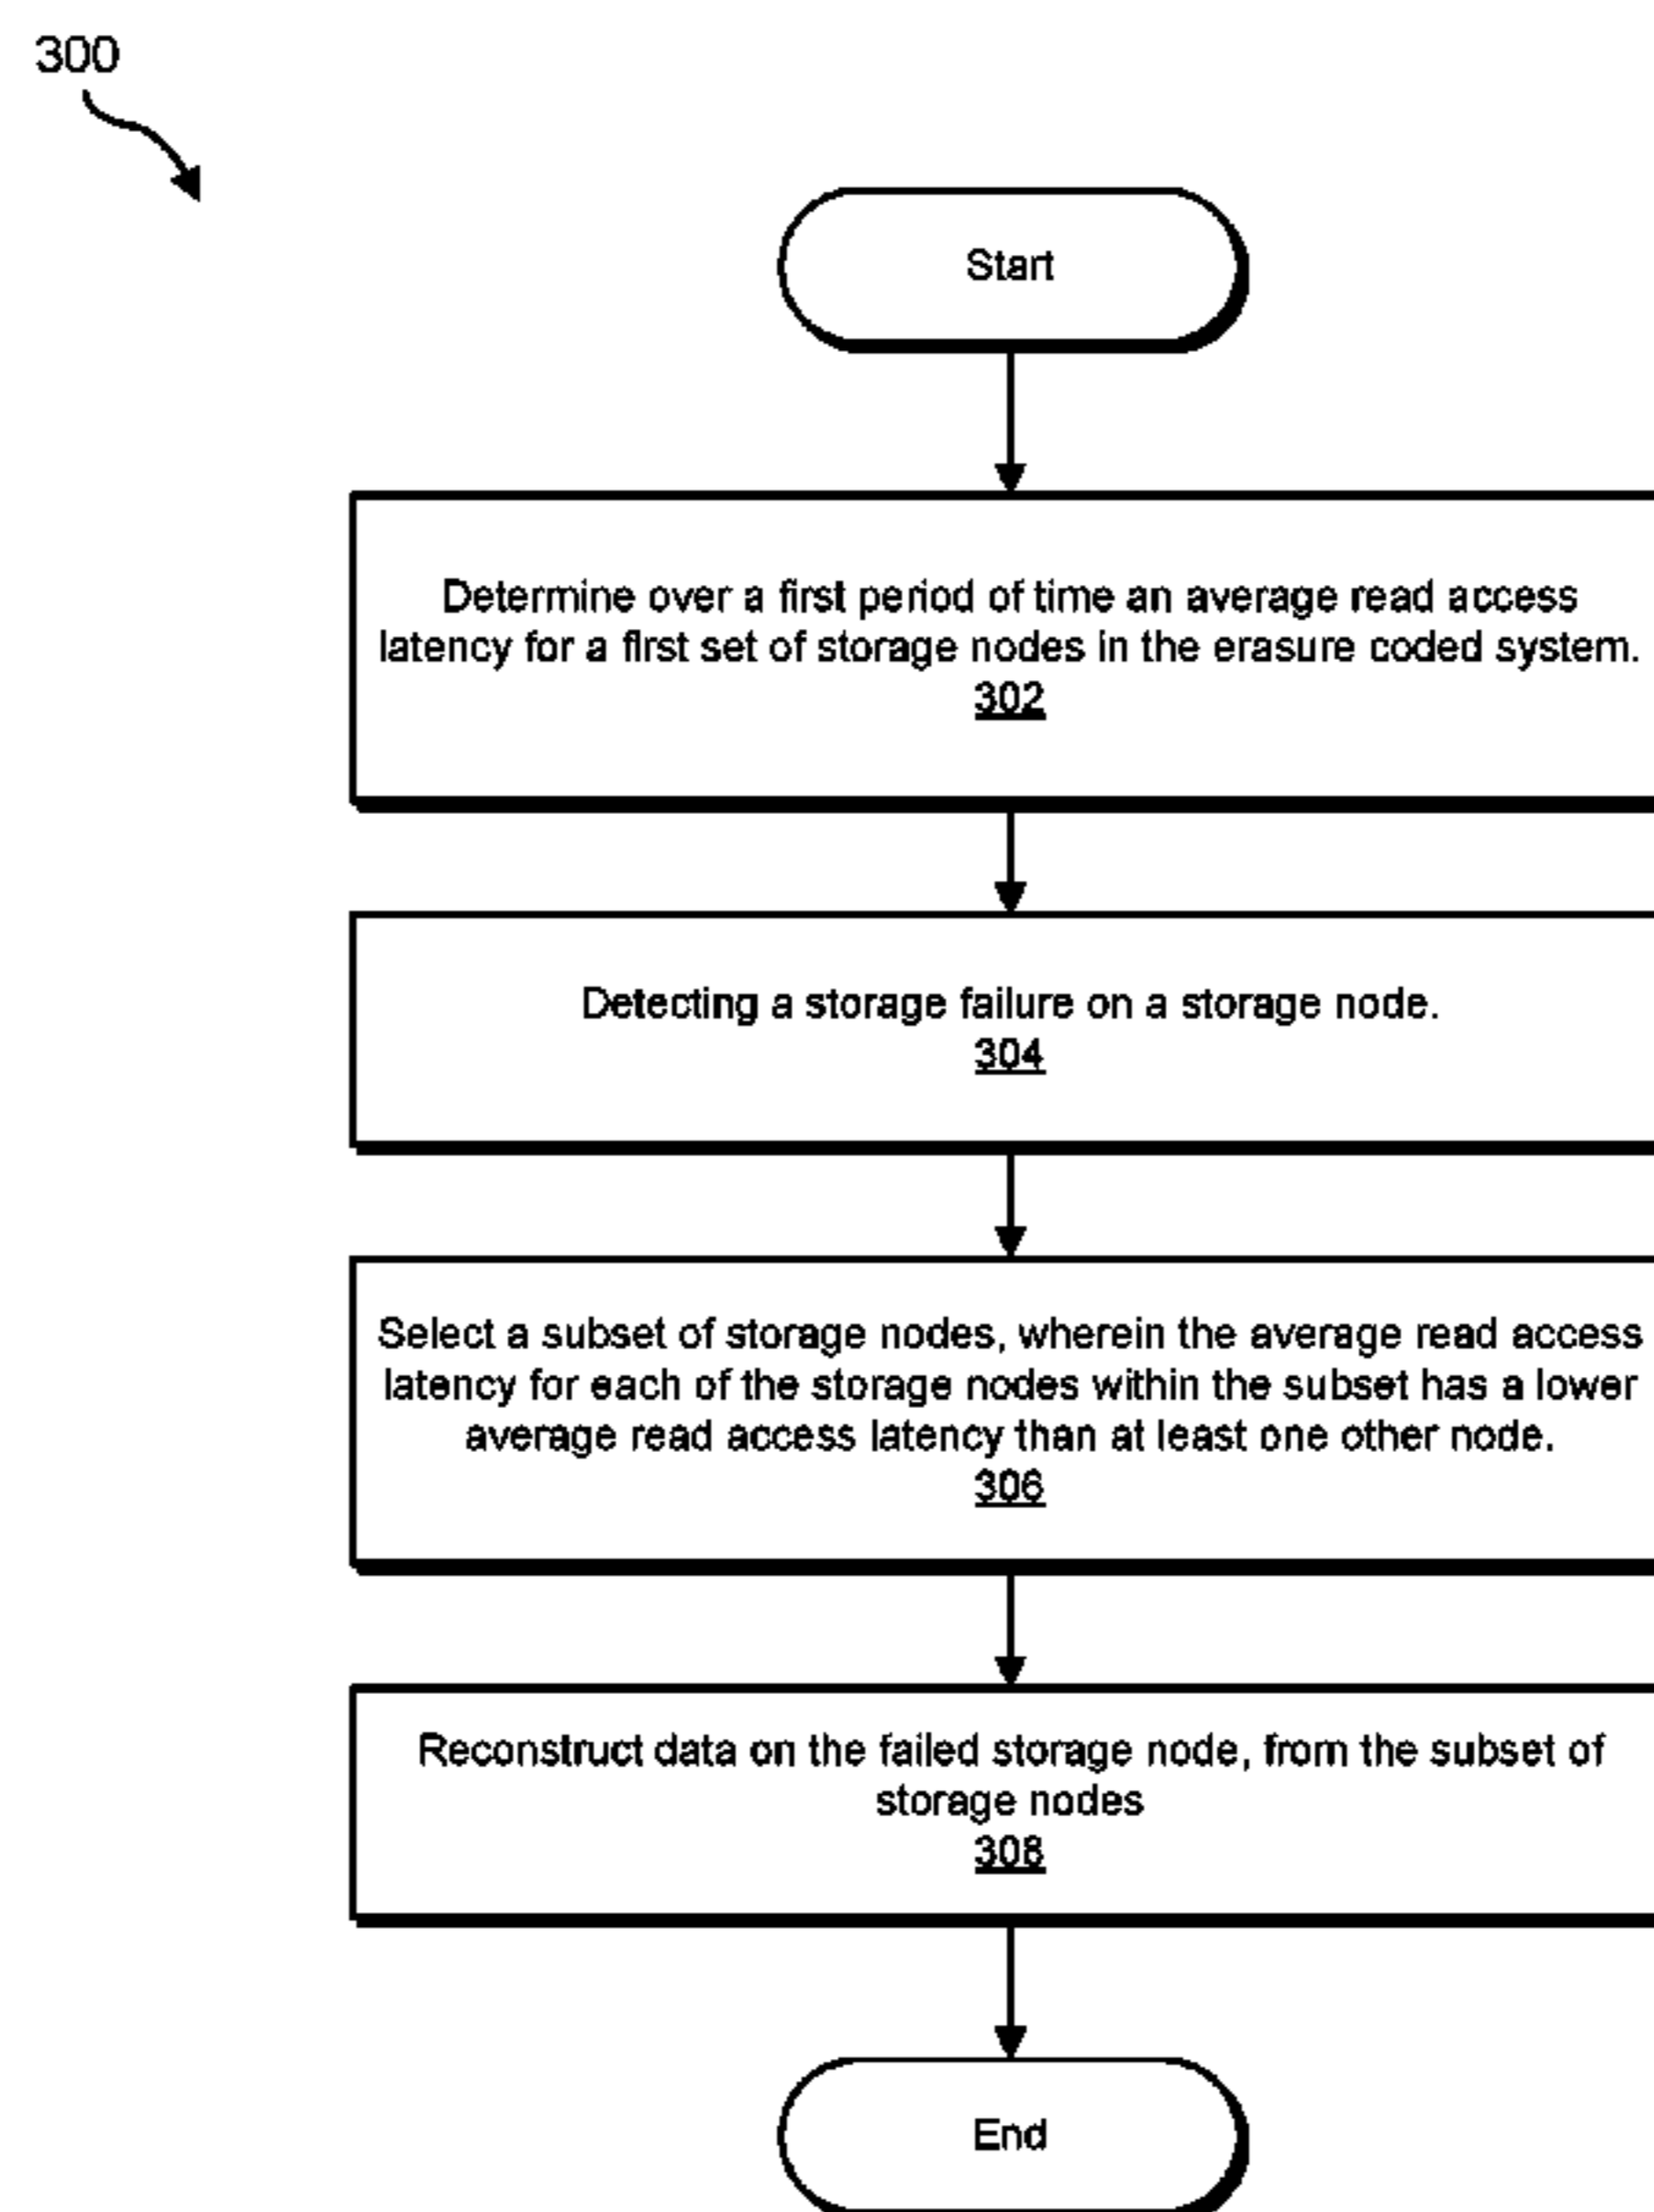 300
Start
Determine over a first period of time an average read access
latency for a first set of storage nodes in the erasure coded system.
302
Detecting a storage failure on a storage node.
304
Select a subset of storage nodes, wherein the average read access
latency for each of the storage nodes within the subset has a lower
average read access latency than at least one other node.
306
Reconstruct data on the failed storage node, from the subset of
storage nodes
308
End